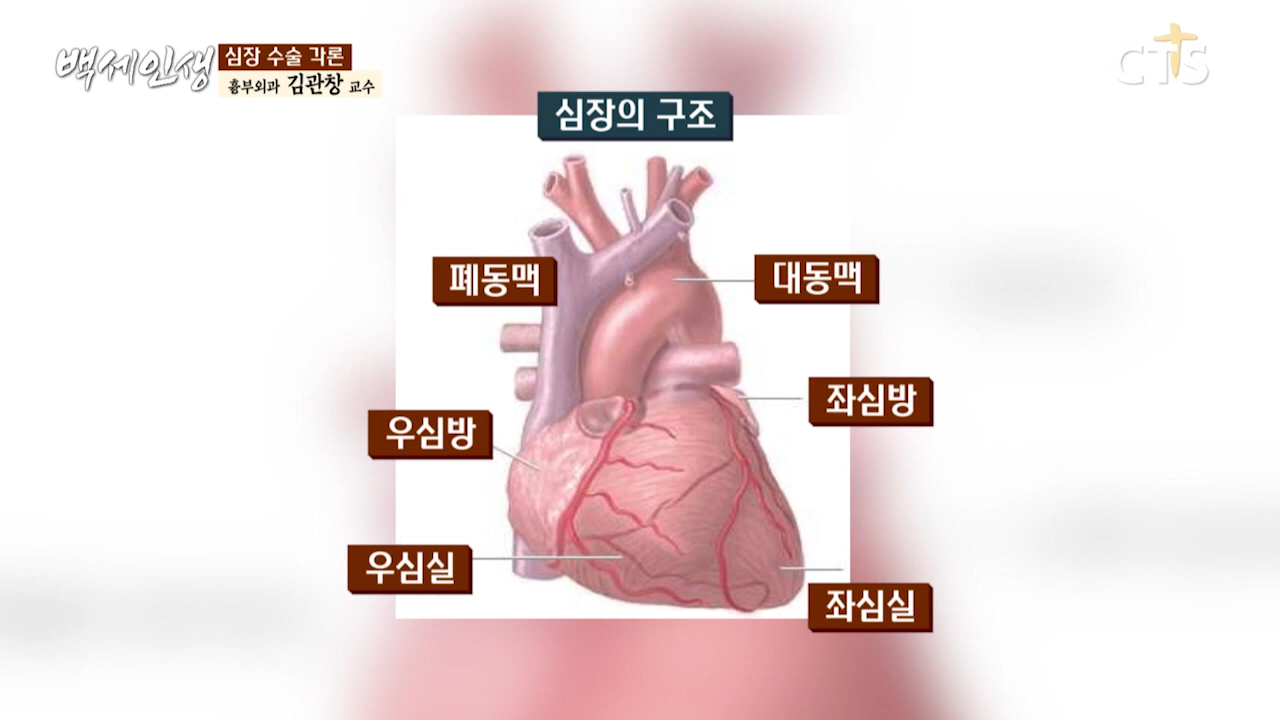 백세인생
심장 수술 각론
흉부외과 김관창 교수
CTS
심장의 구조
폐동맥
대동맥
좌심방
우심방
우심실
좌심실